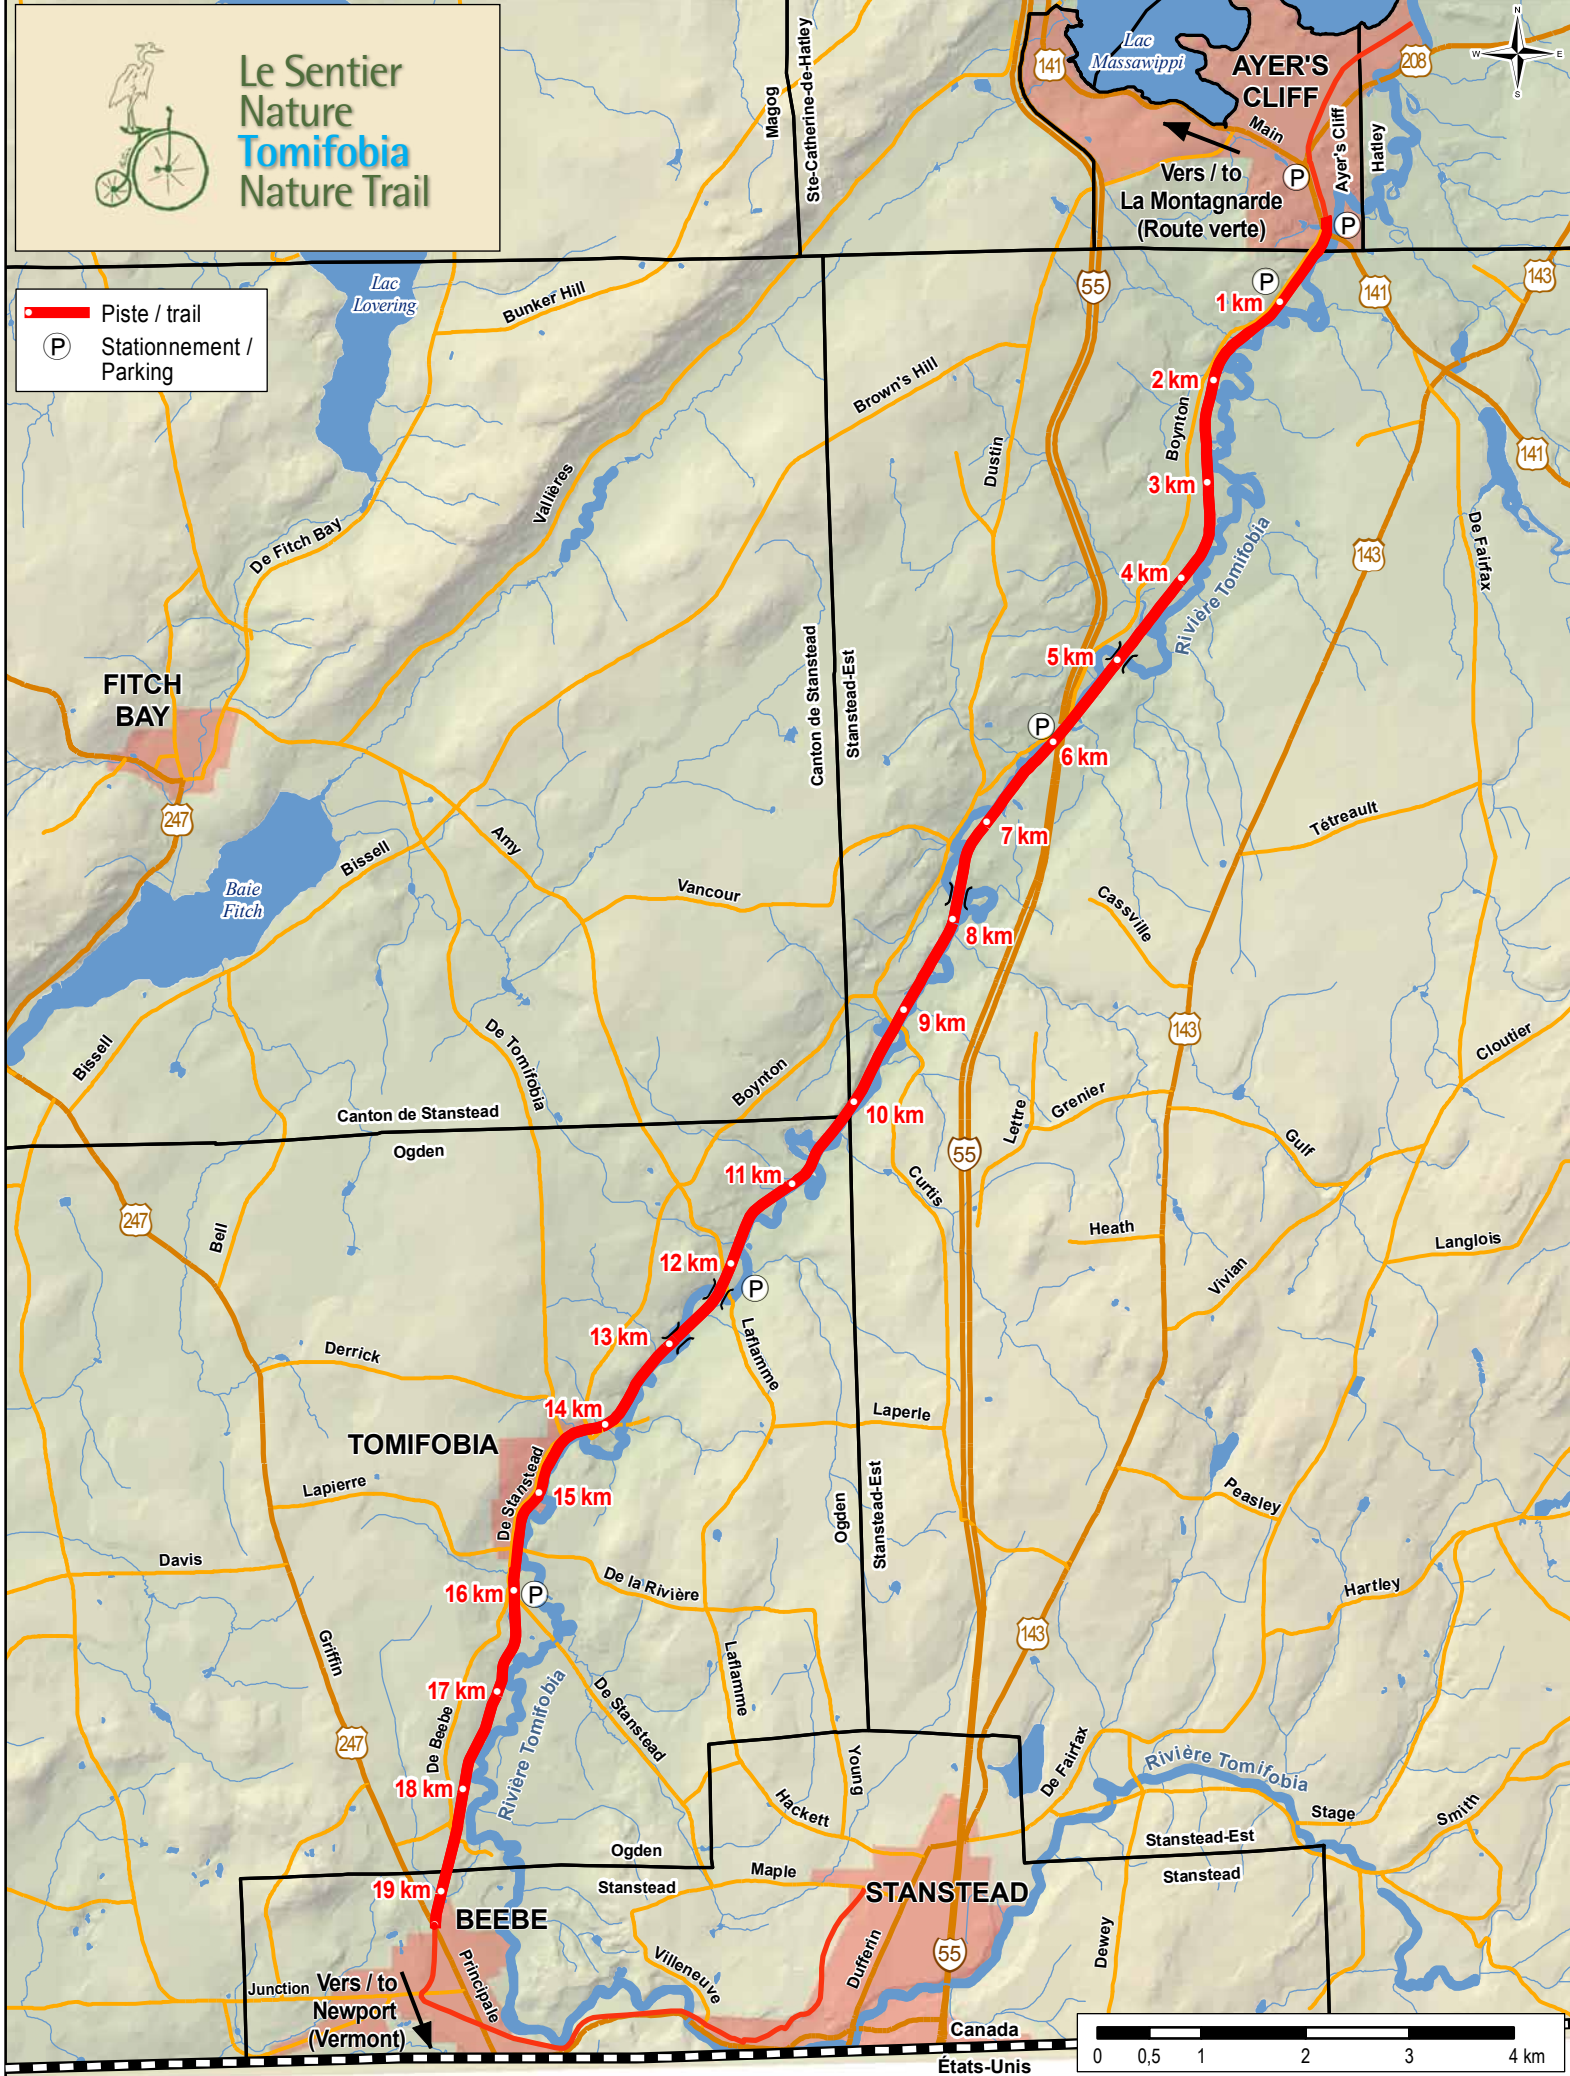 Le Sentier
Nature
Tomifobia
Nature Trail
Piste / trail
P
Stationnement /
Parking
N
W
E
S
Lac
Massawippi
AYER'S
CLIFF
141
208
Main
Magog
Ste-Catherine-de-Hatley
Ayer's Cliff
Hatley
P
Vers / to
La Montagnarde
(Route verte)
P
Lac
Lovering
Bunker Hill
55
P
1 km
141
143
Brown's Hill
2 km
Boynton
Dustin
141
3 km
Vallières
De Fitch Bay
De Fairfax
143
4 km
Rivière Tomifobia
5 km
Canton de Stanstead
Stanstead-Est
FITCH
BAY
P
6 km
247
7 km
Tétreault
Amy
Bissell
Baie
Fitch
Vancour
Cassville
8 km
9 km
143
Cloutier
Bissell
De Tomifobia
Boynton
10 km
Lettre
Grenier
Canton de Stanstead
Ogden
Gulf
55
11 km
Curtis
247
Bell
Heath
Langlois
12 km
P
Vivian
13 km
Laflamme
Derrick
14 km
Laperle
TOMIFOBIA
De Stanstead
15 km
Lapierre
Ogden
Stanstead-Est
Peasley
Davis
De la Rivière
16 km
P
Hartley
143
Griffin
Laflamme
17 km
De Stanstead
Rivière Tomifobia
De Beebe
247
18 km
Young
Hackett
De Fairfax
Rivière Tomifobia
Stage
Smith
Ogden
Stanstead
Maple
Stanstead-Est
Stanstead
19 km
BEEBE
STANSTEAD
Dufferin
55
Dewey
Principale
Villeneuve
Junction
Vers / to
Newport
(Vermont)
Canada
États-Unis
0 0,5 1 2 3 4 km